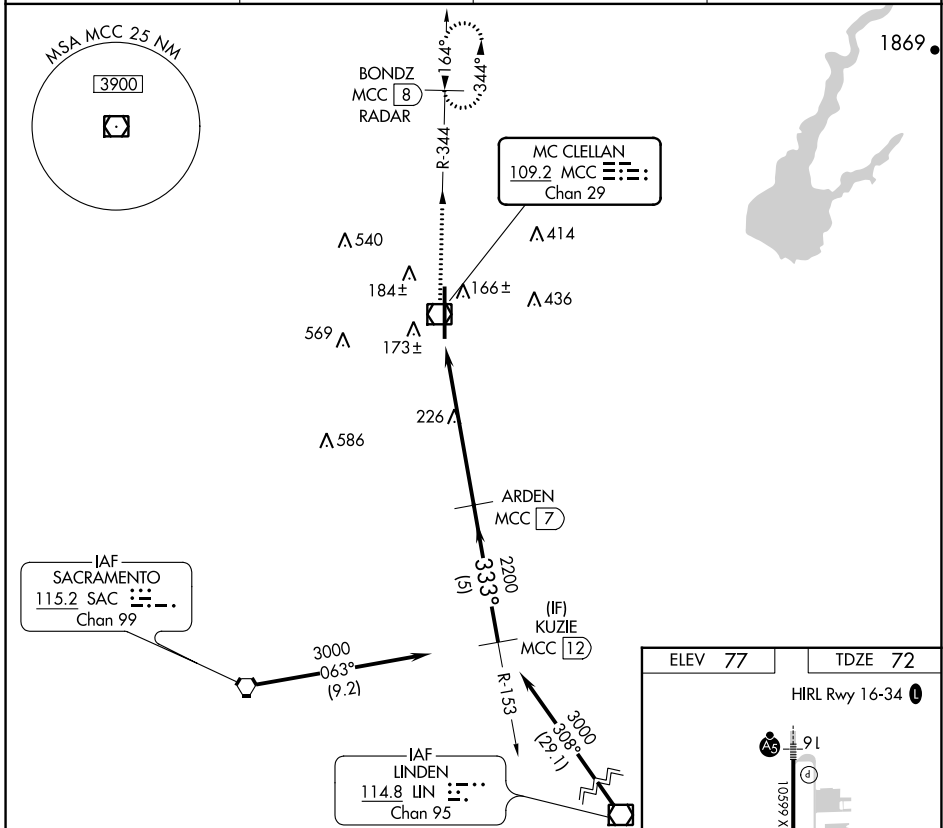 MSA MCC 25 NM
3900
1869
164°
344°
BONDZ
MCC 8
RADAR
R-344
MC CLELLAN
109.2 MCC
Chan 29
540
414
184±
166±
436
569
173±
226
586
ARDEN
MCC 7
2200
333°
(5)
IAF
SACRAMENTO
115.2 SAC
Chan 99
(IF)
KUZIE
MCC 12
3000
063°
(9.2)
R-153
3000
308°
(29.1)
IAF
LINDEN
114.8 LIN
Chan 95
ELEV 77
TDZE 72
HIRL Rwy 16-34 L
A5
16
P
10599 X